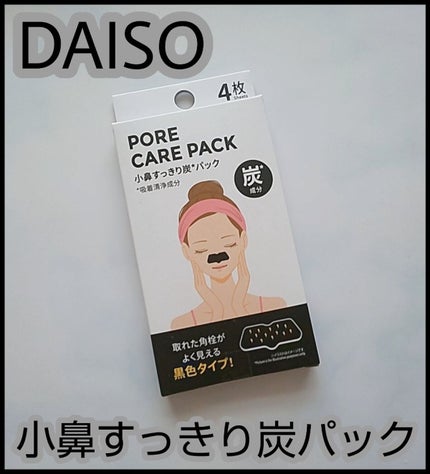 DAISO
4枚
Sheets
PORE
CARE PACK
小鼻すっきり炭*パック
*吸着清浄成分
炭*
成分
取れた角栓が
よく見える
黒色タイプ!
小鼻すっきり炭パック